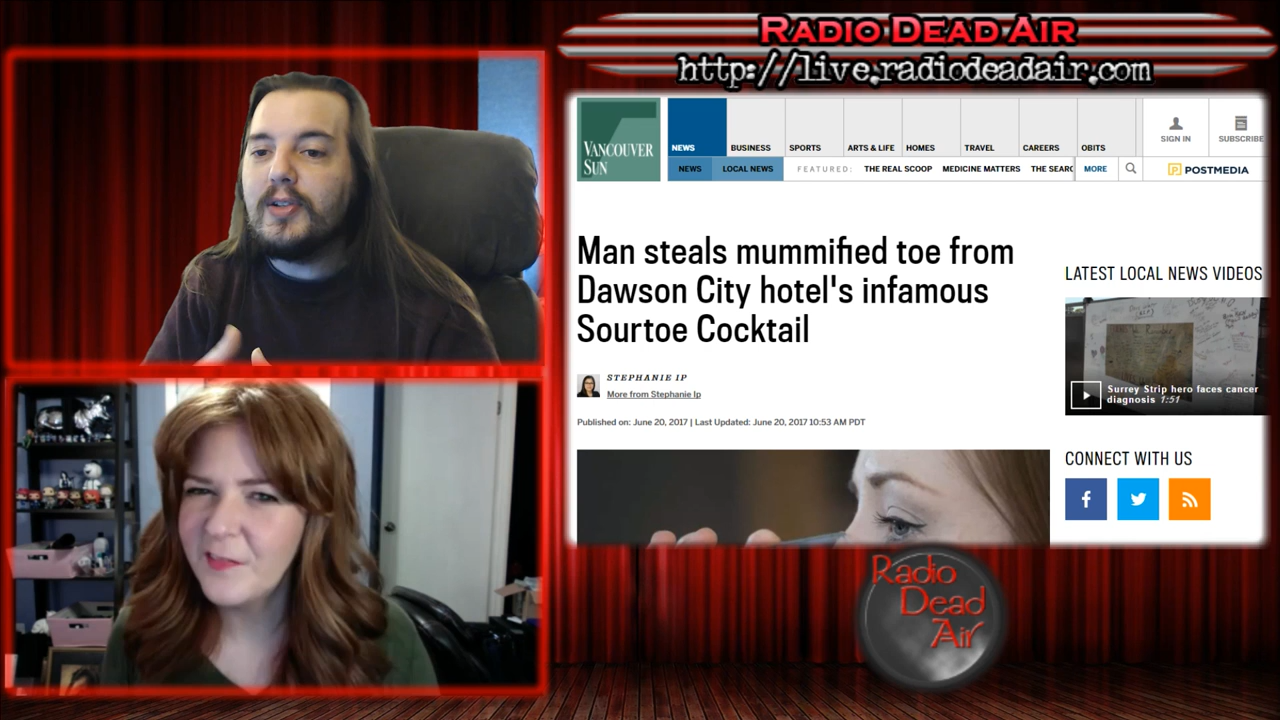 RADIO DEAD AIR
http://live.radiodeadair.com
VANCOUVER
SUN
NEWS
BUSINESS
SPORTS
ARTS & LIFE
HOMES
TRAVEL
CAREERS
OBITS
SIGN IN
SUBSCRIBE
NEWS
LOCAL NEWS
FEATURED:
THE REAL SCOOP
MEDICINE MATTERS
THE SEARC
MORE
POSTMEDIA
Man steals mummified toe from
Dawson City hotel's infamous
Sourtoe Cocktail
STEPHANIE IP
More from Stephanie Ip
Published on: June 20, 2017 | Last Updated: June 20, 2017 10:53 AM PDT
LATEST LOCAL NEWS VIDEOS
Surrey Strip hero faces cancer
diagnosis 1:51
CONNECT WITH US
Radio
Dead
Air